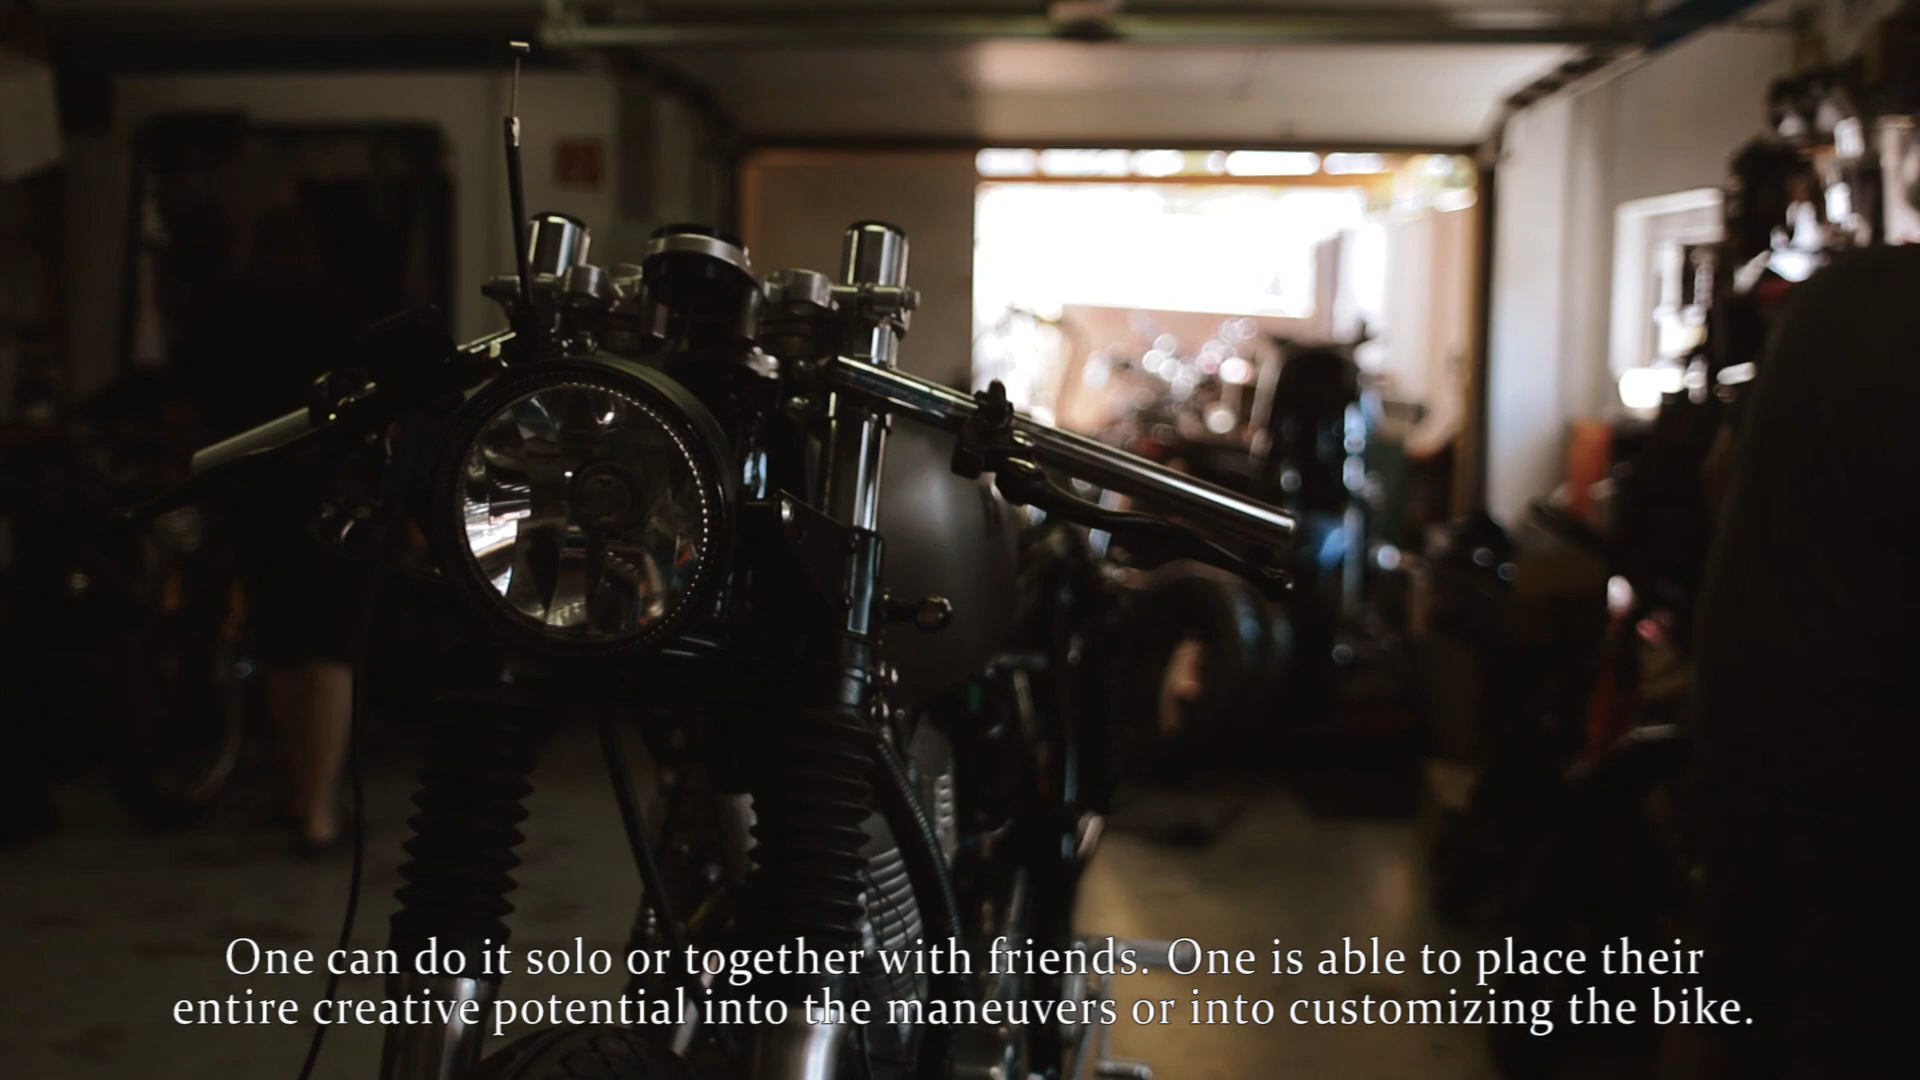 One can do it solo or together with friends. One is able to place their
entire creative potential into the maneuvers or into customizing the bike.